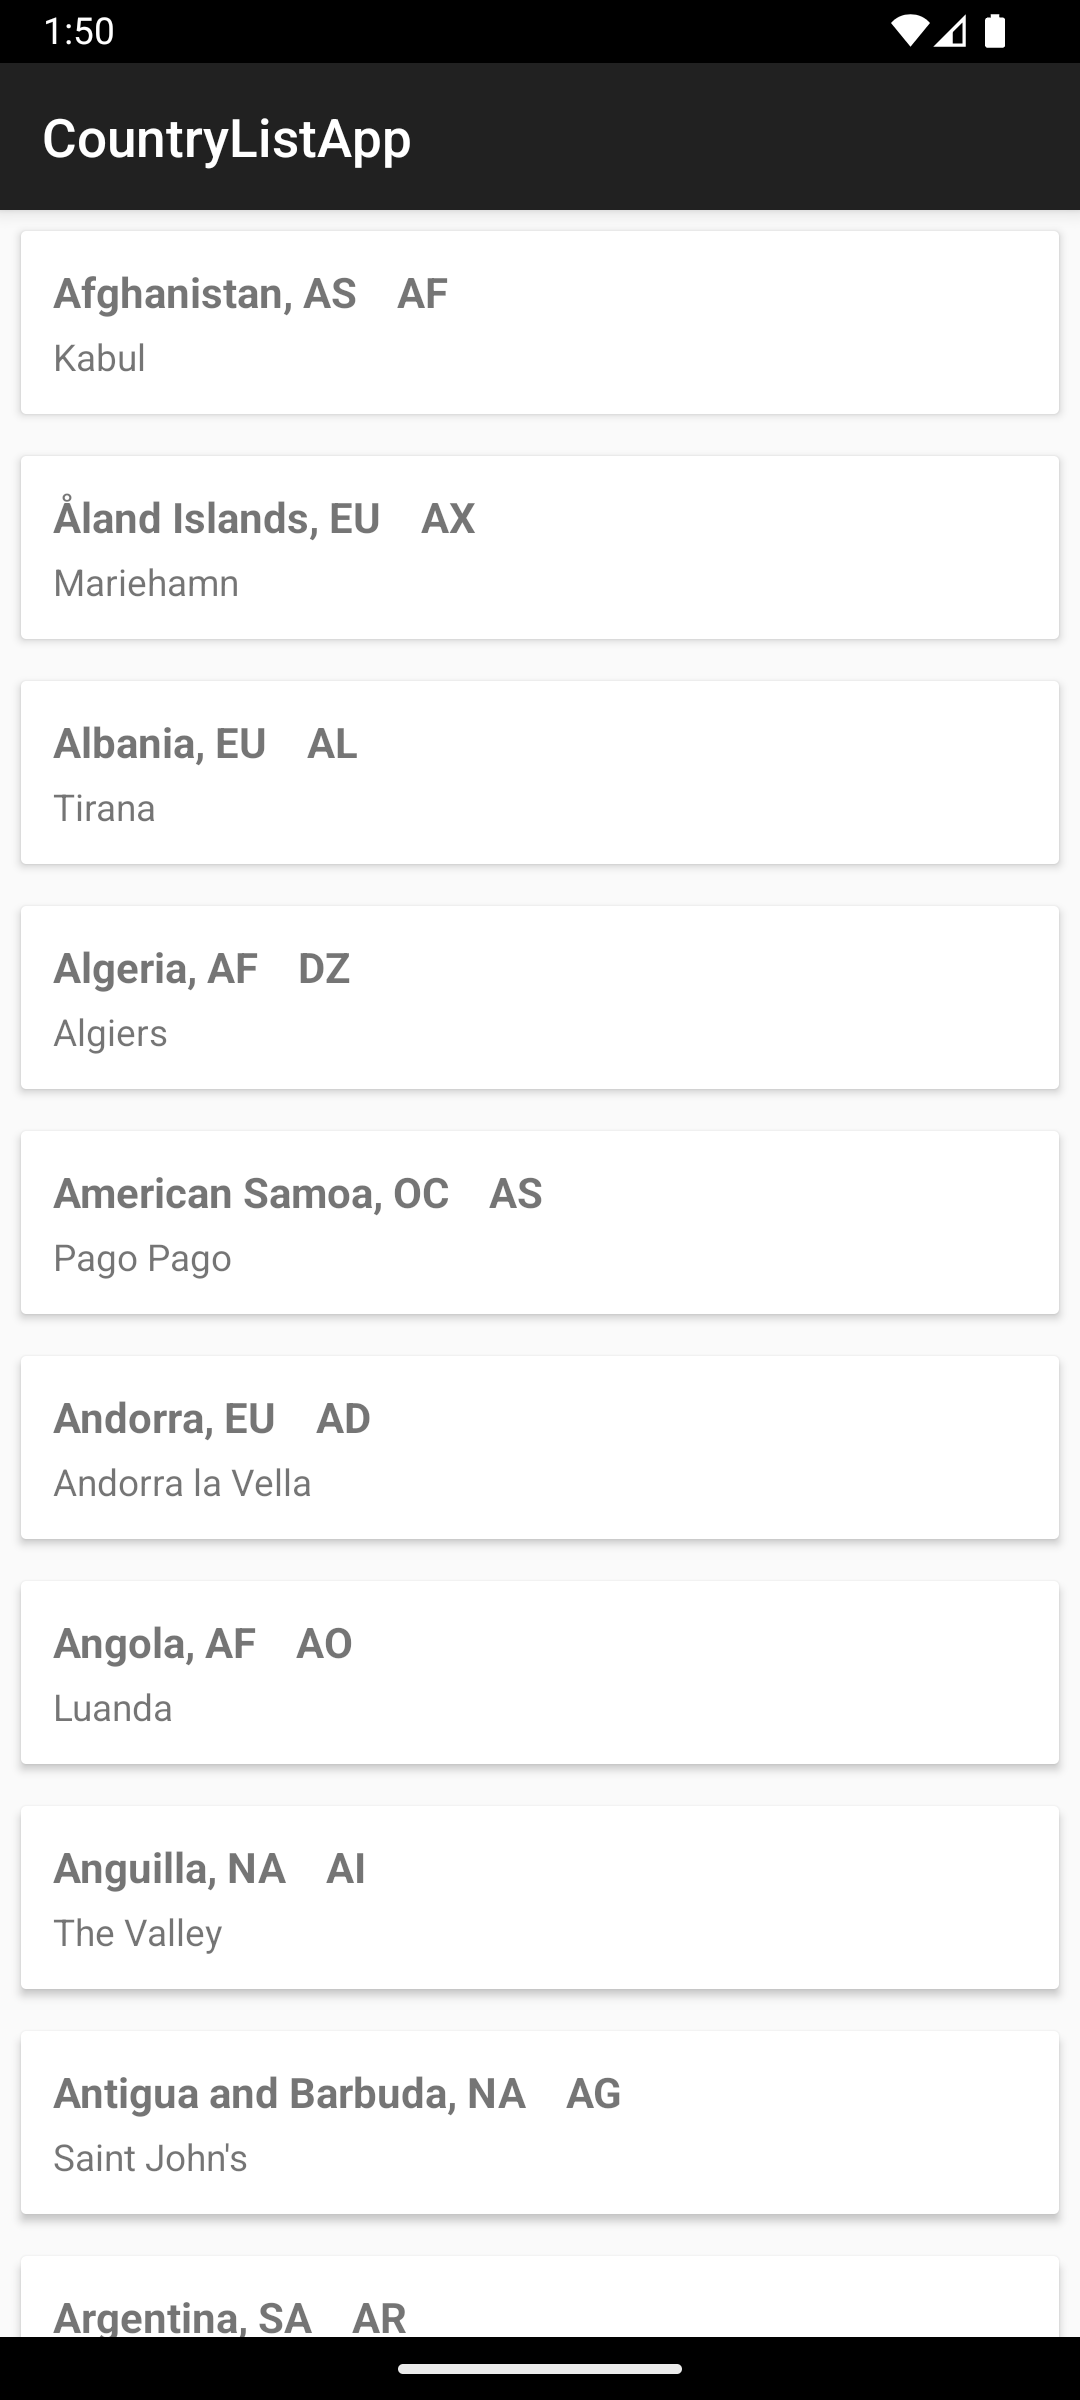 1:50
CountryListApp
Afghanistan, AS AF
Kabul
Åland Islands, EU AX
Mariehamn
Albania, EU AL
Tirana
Algeria, AF DZ
Algiers
American Samoa, OC AS
Pago Pago
Andorra, EU AD
Andorra la Vella
Angola, AF AO
Luanda
Anguilla, NA AI
The Valley
Antigua and Barbuda, NA AG
Saint John's
Argentina, SA AR